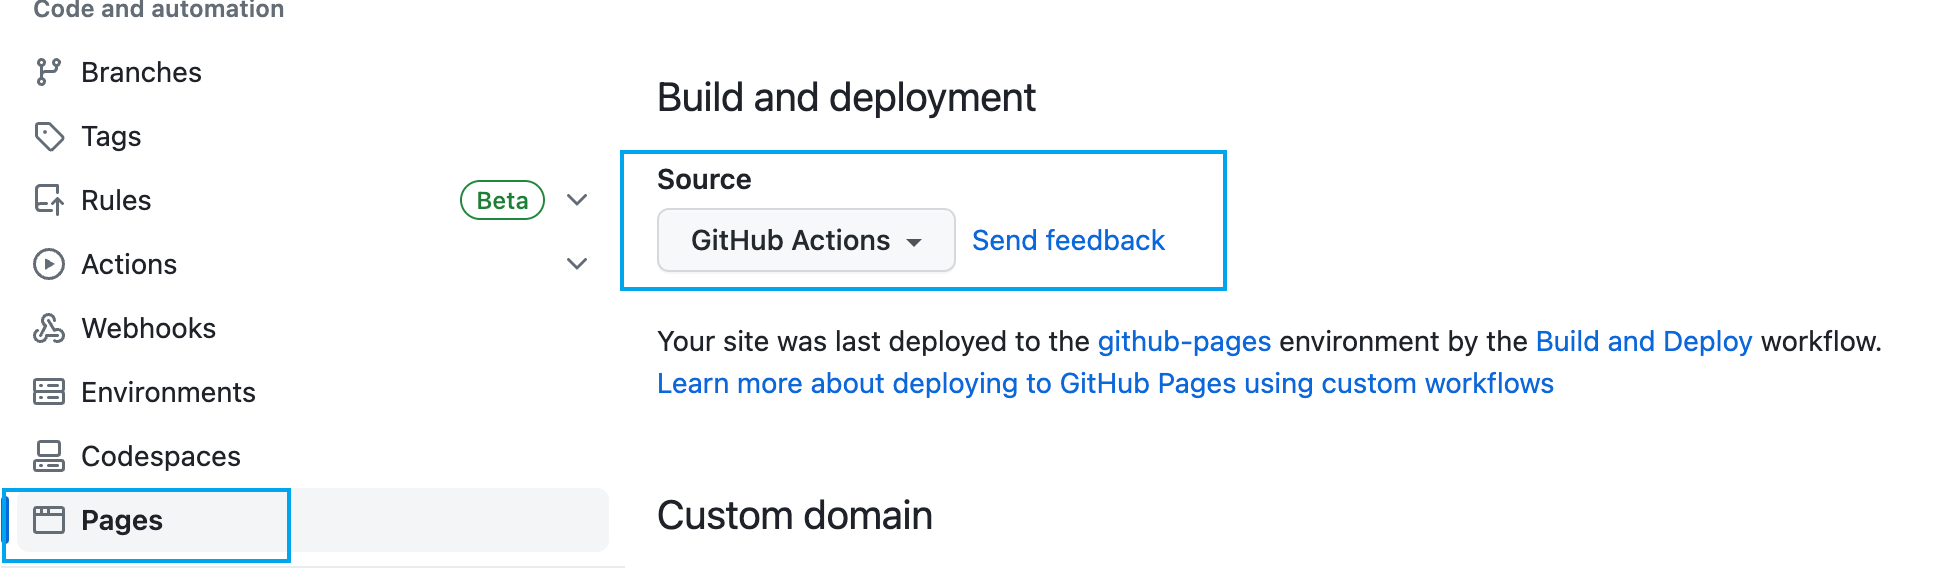 Code and automation
Branches
Tags
Rules Beta
Actions
Webhooks
Environments
Codespaces
Pages
Build and deployment
Source
GitHub Actions Send feedback
Your site was last deployed to the github-pages environment by the Build and Deploy workflow.
Learn more about deploying to GitHub Pages using custom workflows
Custom domain